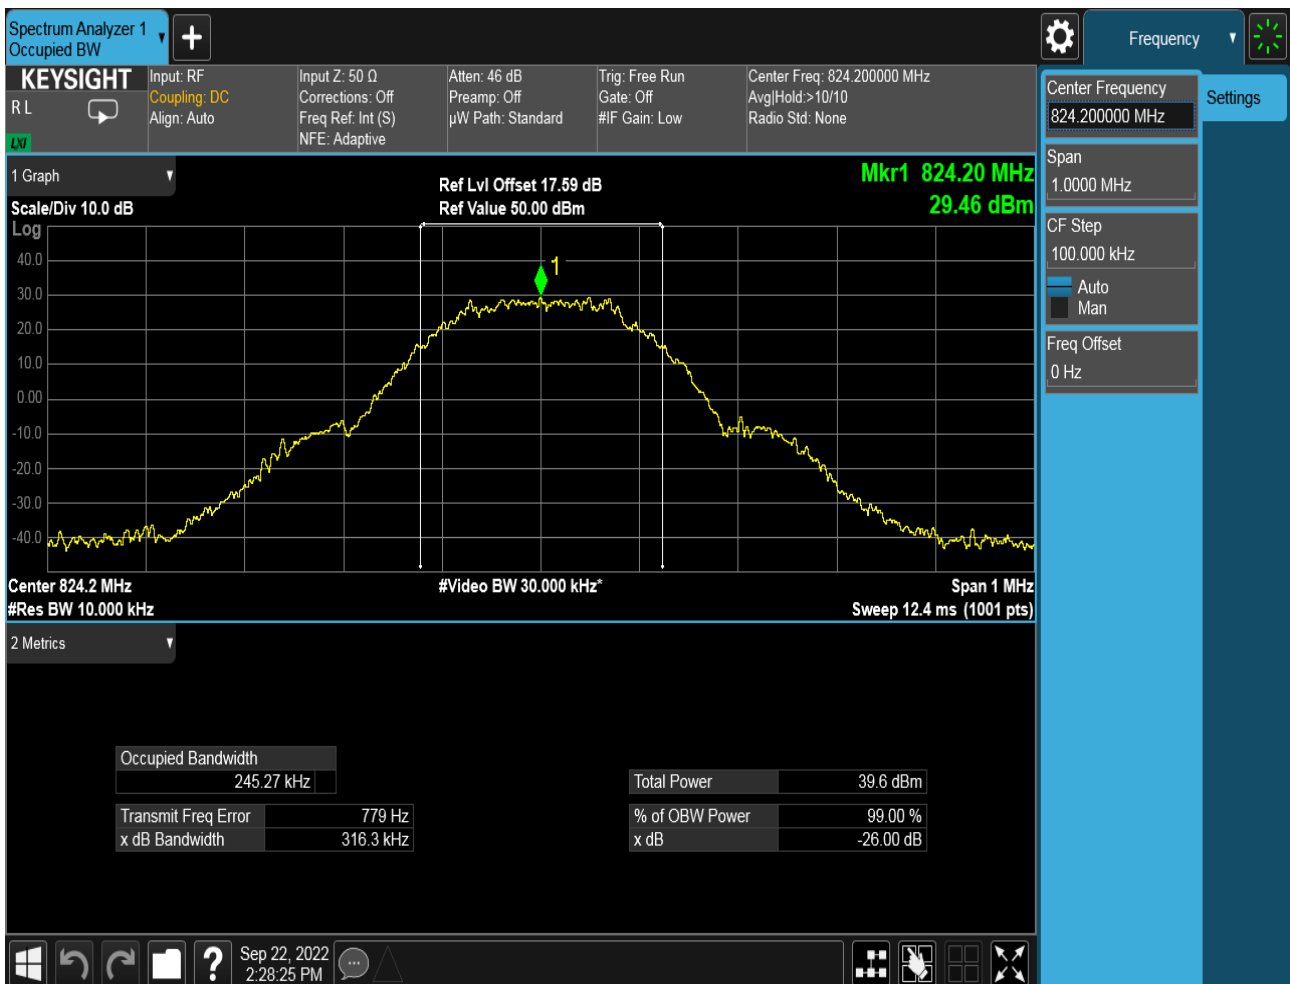 Spectrum Analyzer 1
Occupied BW
Frequency
KEYSIGHT
R L
LXI
Input: RF
Coupling: DC
Align: Auto
Input Z: 50 Ω
Corrections: Off
Freq Ref: Int (S)
NFE: Adaptive
Atten: 46 dB
Preamp: Off
µW Path: Standard
Trig: Free Run
Gate: Off
#IF Gain: Low
Center Freq: 824.200000 MHz
Avg|Hold:>10/10
Radio Std: None
Center Frequency
824.200000 MHz
Settings
Span
1.0000 MHz
CF Step
100.000 kHz
Auto
Man
Freq Offset
0 Hz
1 Graph
Scale/Div 10.0 dB
Ref Lvl Offset 17.59 dB
Ref Value 50.00 dBm
Mkr1 824.20 MHz
29.46 dBm
Log
40.0
30.0
20.0
10.0
0.00
-10.0
-20.0
-30.0
-40.0
1
Center 824.2 MHz
#Video BW 30.000 kHz*
Span 1 MHz
#Res BW 10.000 kHz
Sweep 12.4 ms (1001 pts)
2 Metrics
Occupied Bandwidth
245.27 kHz
Total Power 39.6 dBm
Transmit Freq Error 779 Hz
% of OBW Power 99.00 %
x dB Bandwidth 316.3 kHz
x dB -26.00 dB
?
Sep 22, 2022
2:28:25 PM